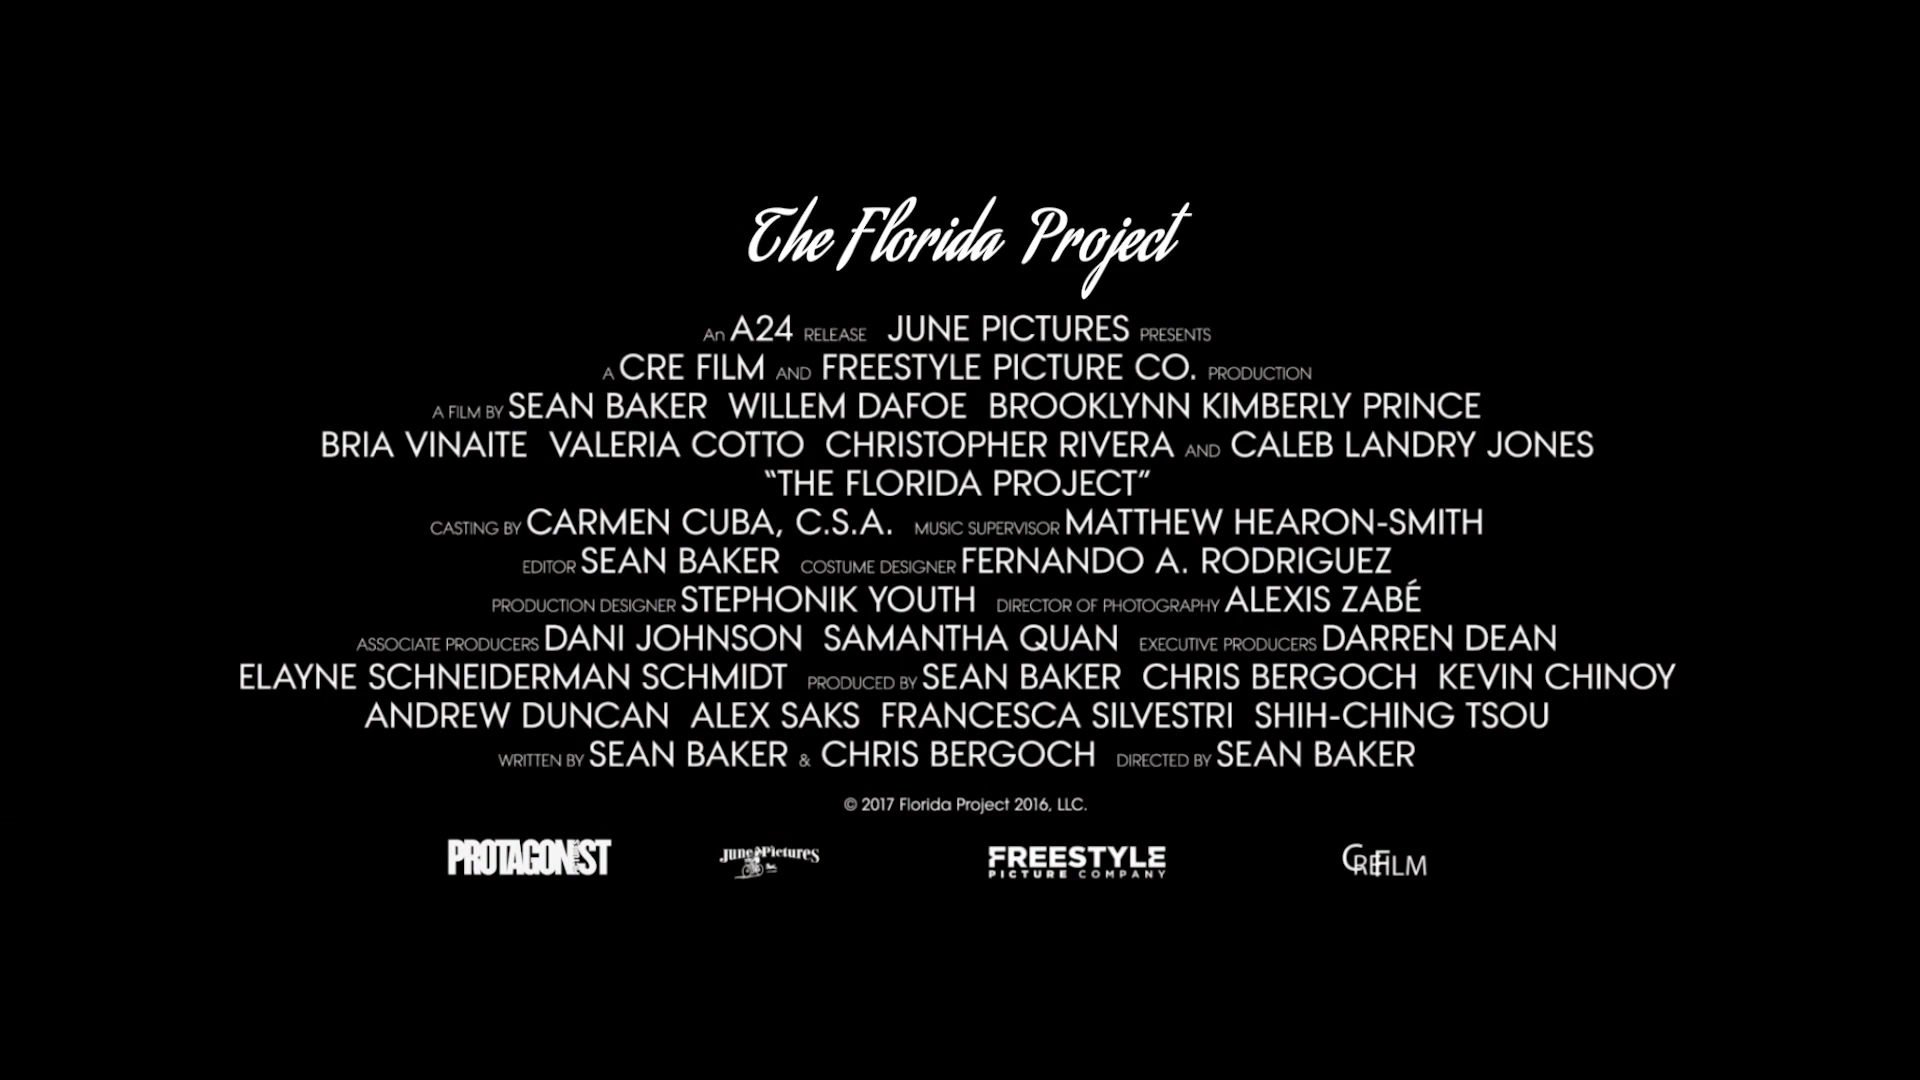 The Florida Project
An A24 RELEASE JUNE PICTURES PRESENTS
A CRE FILM AND FREESTYLE PICTURE CO. PRODUCTION
A FILM BY SEAN BAKER WILLEM DAFOE BROOKLYNN KIMBERLY PRINCE
BRIA VINAITE VALERIA COTTO CHRISTOPHER RIVERA AND CALEB LANDRY JONES
“THE FLORIDA PROJECT”
CASTING BY CARMEN CUBA, C.S.A. MUSIC SUPERVISOR MATTHEW HEARON-SMITH
EDITOR SEAN BAKER COSTUME DESIGNER FERNANDO A. RODRIGUEZ
PRODUCTION DESIGNER STEPHONIK YOUTH DIRECTOR OF PHOTOGRAPHY ALEXIS ZABÉ
ASSOCIATE PRODUCERS DANI JOHNSON SAMANTHA QUAN EXECUTIVE PRODUCERS DARREN DEAN
ELAYNE SCHNEIDERMAN SCHMIDT PRODUCED BY SEAN BAKER CHRIS BERGOCH KEVIN CHINOY
ANDREW DUNCAN ALEX SAKS FRANCESCA SILVESTRI SHIH-CHING TSOU
WRITTEN BY SEAN BAKER & CHRIS BERGOCH DIRECTED BY SEAN BAKER
© 2017 Florida Project 2016, LLC.
PROTAGONIST June Pictures FREESTYLE CRE FILM
PICTURE COMPANY